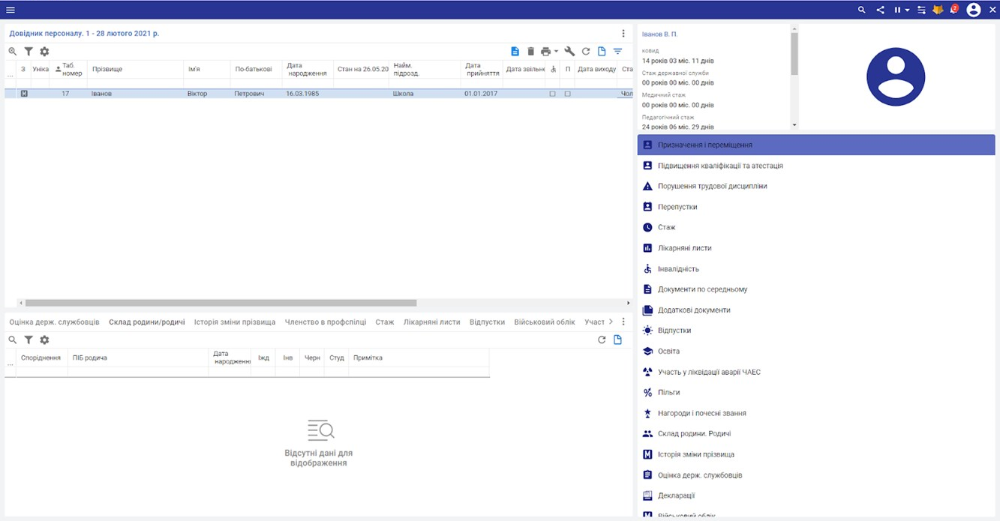 2
Довідник персоналу. 1 - 28 лютого 2021 р.
... З Уніка Таб. номер Прізвище Ім'я По-батькові Дата народження Стан на 26.05.20 Найм. підрозд. Дата прийняття Дата звільне П Дата виходу Ста
М 17 Іванов Віктор Петрович 16.03.1985 Школа 01.01.2017 Чол
Оцінка держ. службовців Склад родини/родичі Історія зміни прізвища Членство в профспілці Стаж Лікарняні листи Відпустки Військовий облік Участ
... Споріднення ПІБ родича Дата народженн Іжд Інв Черн Студ Примітка
Відсутні дані для
відображення
Іванов В. П.
ковид
14 років 03 міс. 11 днів
Стаж державної служби
00 років 00 міс. 00 днів
Медичний стаж
00 років 00 міс. 00 днів
Педагогічний стаж
24 років 06 міс. 29 днів
Призначення і переміщення
Підвищення кваліфікації та атестація
Порушення трудової дисципліни
Перепустки
Стаж
Лікарняні листи
Інвалідність
Документи по середньому
Додаткові документи
Відпустки
Освіта
Участь у ліквідації аварії ЧАЕС
Пільги
Нагороди і почесні звання
Склад родини. Родичі
Історія зміни прізвища
Оцінка держ. службовців
Декларації
Військовий облік